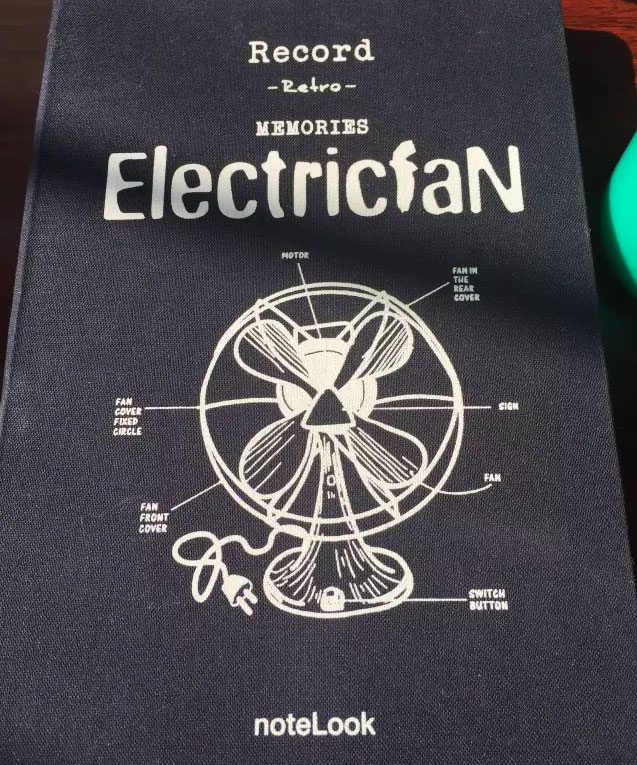 Record
-Retro-
MEMORIES
ElectricfaN
MOTOR
FAN IN
THE
REAR
COVER
FAN
COVER
FIXED
CIRCLE
SIGN
FAN
FAN
FRONT
COVER
SWITCH
BUTTON
noteLook